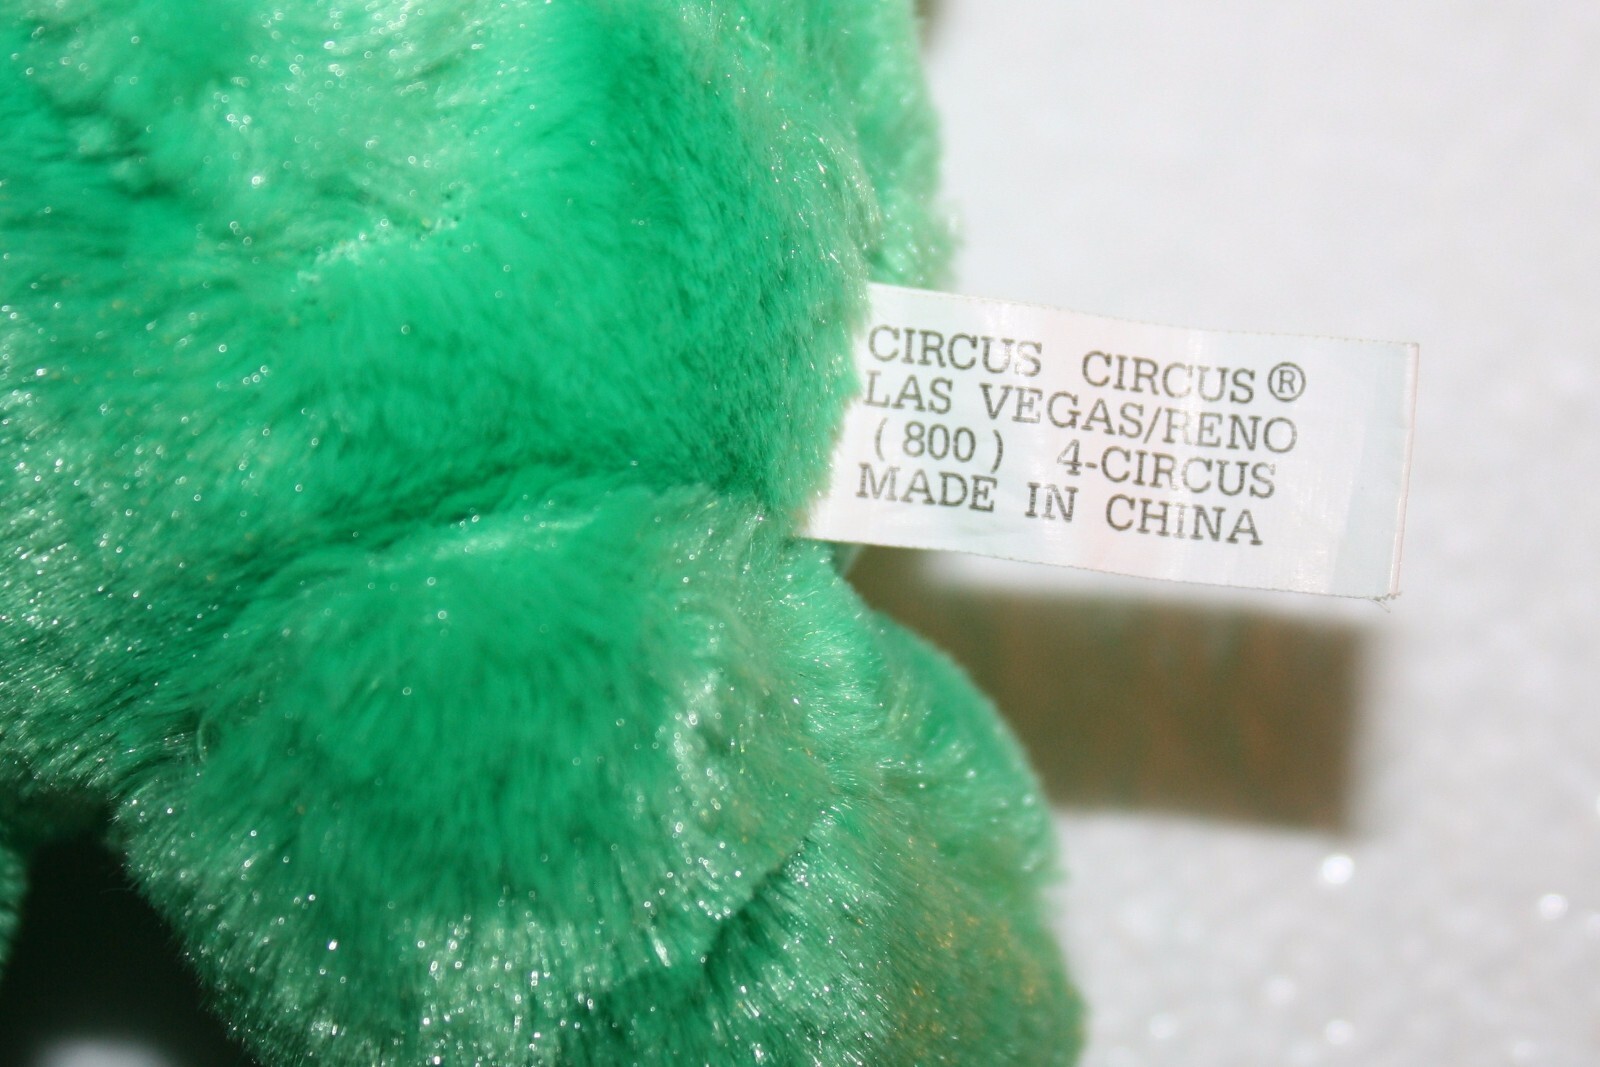 CIRCUS CIRCUS®
LAS VEGAS/RENO
(800) 4-CIRCUS
MADE IN CHINA